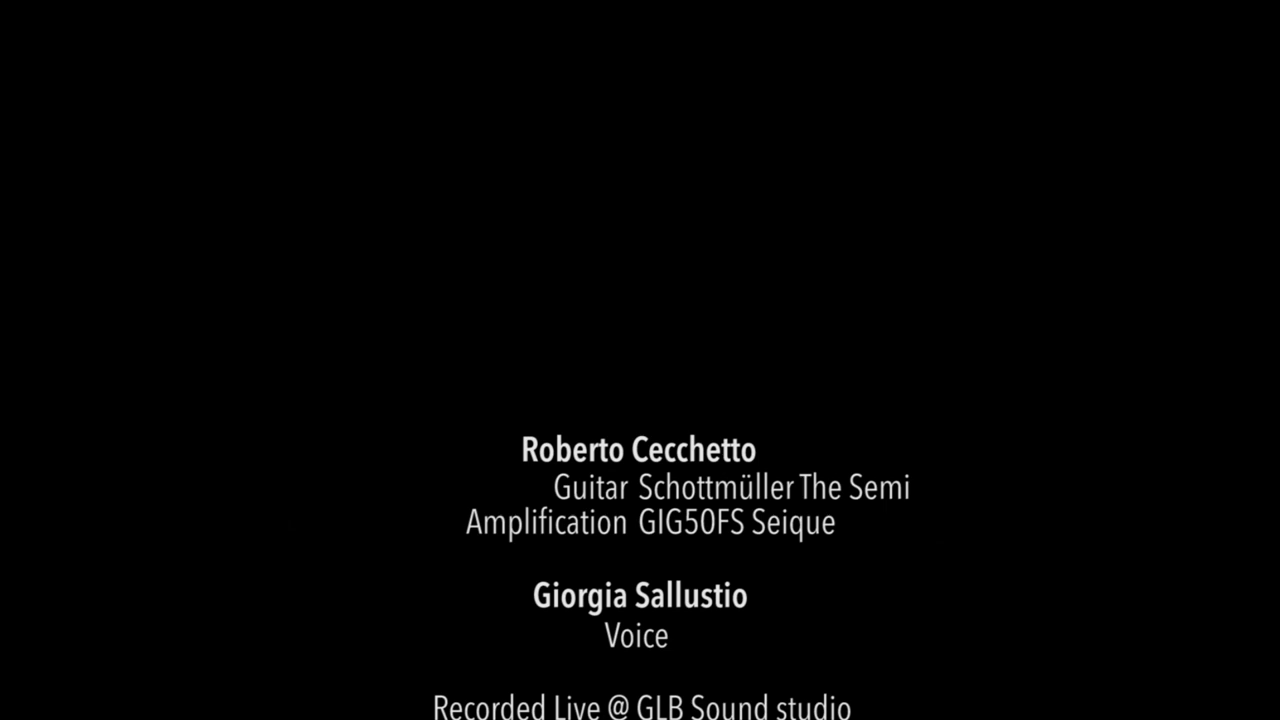 Roberto Cecchetto
Guitar Schottmüller The Semi
Amplification GIG50FS Seique
Giorgia Sallustio
Voice
Recorded Live @ GLB Sound studio